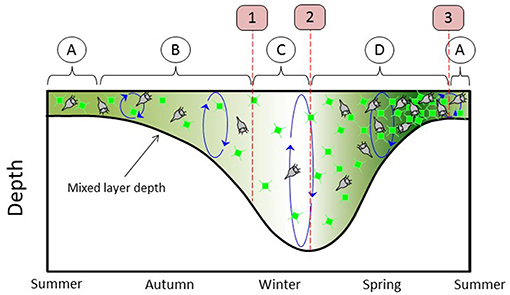 1 2 3
A B C D A
Depth
Mixed layer depth
Summer Autumn Winter Spring Summer